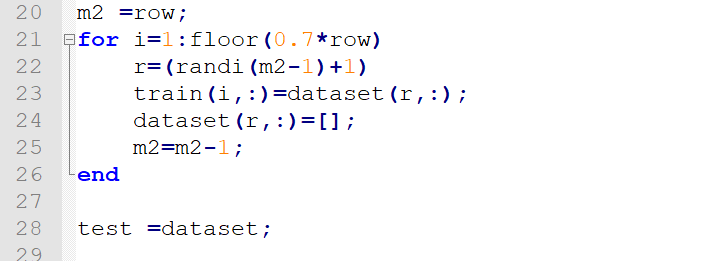 20 m2 =row;
21 for i=1:floor(0.7*row)
22 r=(randi(m2-1)+1)
23 train(i,:)=dataset(r,:);
24 dataset(r,:)=[];
25 m2=m2-1;
26 end
27
28 test =dataset;
29